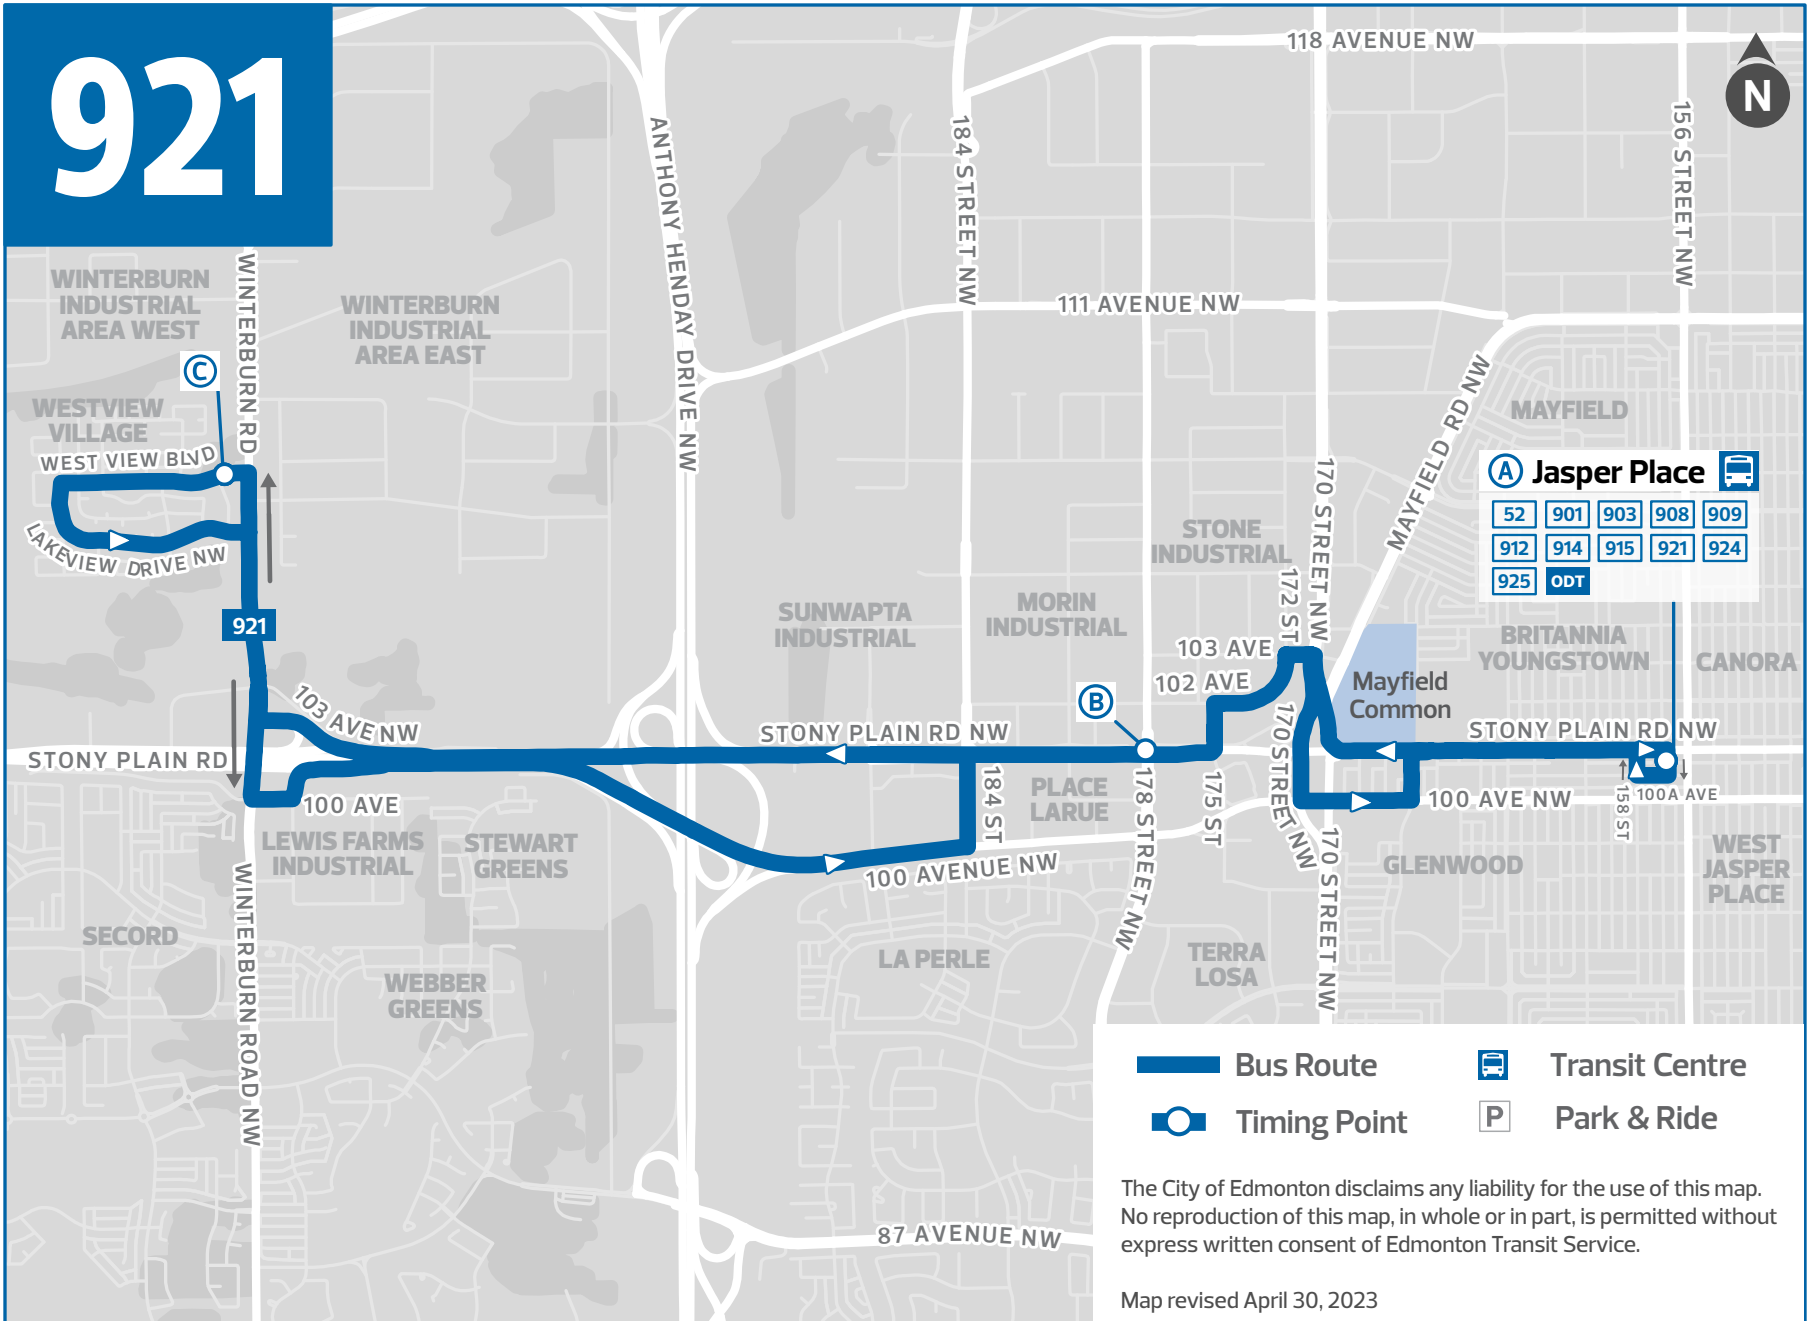 921
118 AVENUE NW
N
ANTHONY HENDAY DRIVE NW
184 STREET NW
156 STREET NW
WINTERBURN
INDUSTRIAL
AREA WEST
WINTERBURN RD
WINTERBURN
INDUSTRIAL
AREA EAST
111 AVENUE NW
C
WESTVIEW
VILLAGE
WEST VIEW BLVD
LAKEVIEW DRIVE NW
MAYFIELD RD NW
MAYFIELD
A Jasper Place
52 901 903 908 909
912 914 915 921 924
925 ODT
170 STREET NW
STONE
INDUSTRIAL
172 ST
921
SUNWAPTA
INDUSTRIAL
MORIN
INDUSTRIAL
103 AVE
BRITANNIA
YOUNGSTOWN
CANORA
102 AVE
B
Mayfield
Common
103 AVE NW
STONY PLAIN RD
STONY PLAIN RD NW
STONY PLAIN RD NW
170 STREET NW
184 ST
PLACE
LARUE
178 STREET NW
175 ST
100 AVE
100 AVE NW
158 ST
100A AVE
LEWIS FARMS
INDUSTRIAL
STEWART
GREENS
100 AVENUE NW
170 STREET NW
GLENWOOD
WEST
JASPER
PLACE
WINTERBURN ROAD NW
SECORD
WEBBER
GREENS
LA PERLE
TERRA
LOSA
Bus Route
Transit Centre
Timing Point
P Park & Ride
The City of Edmonton disclaims any liability for the use of this map.
No reproduction of this map, in whole or in part, is permitted without
express written consent of Edmonton Transit Service.
87 AVENUE NW
Map revised April 30, 2023